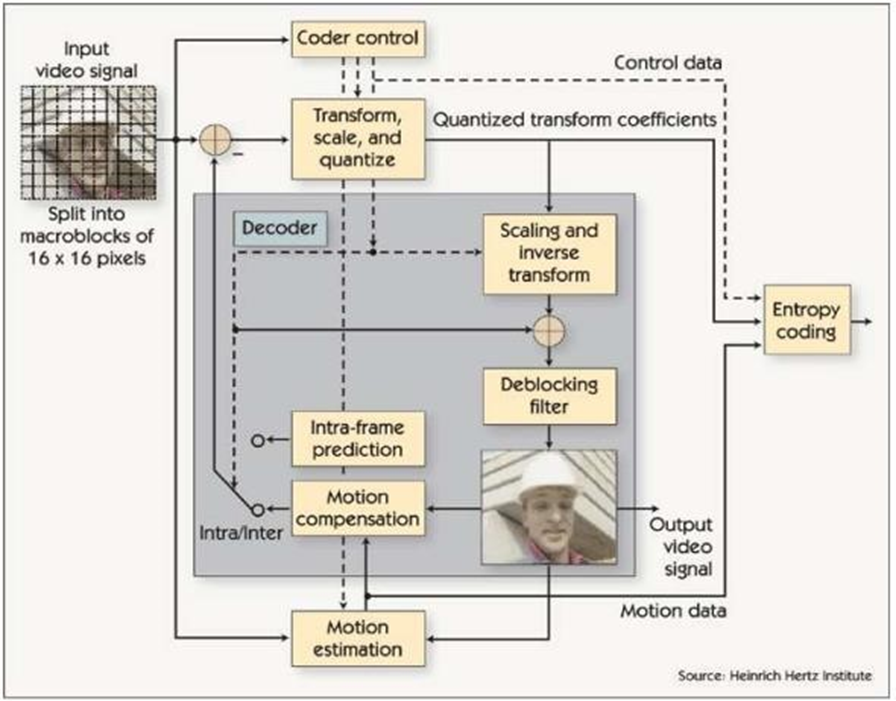 Input
video signal
Coder control
Control data
Transform,
scale, and
quantize
Quantized transform coefficients
Split into
macroblocks of
16 x 16 pixels
Decoder
Scaling and
inverse
transform
Entropy
coding
Deblocking
filter
Intra-frame
prediction
Motion
compensation
Intra/Inter
Output
video
signal
Motion data
Motion
estimation
Source: Heinrich Hertz Institute